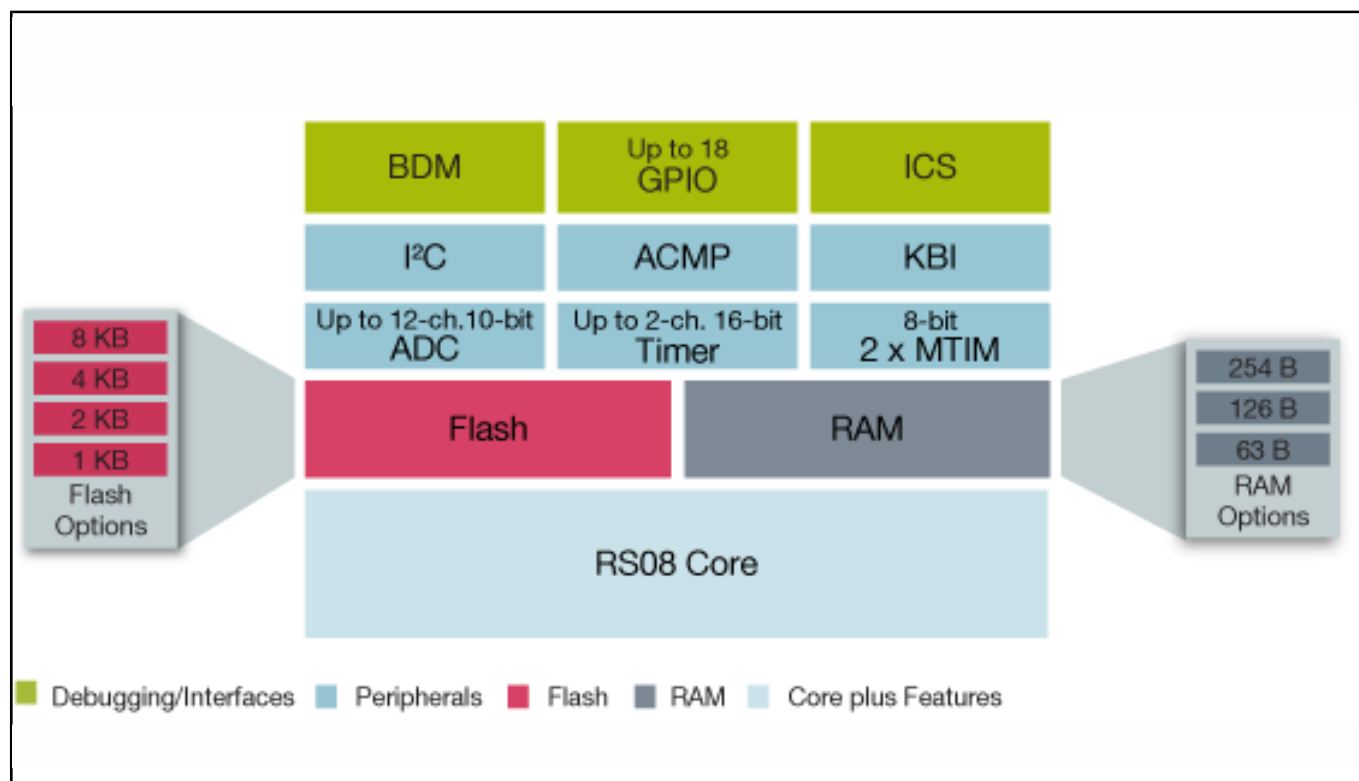 BDM
Up to 18
GPIO
ICS
I²C
ACMP
KBI
Up to 12-ch.10-bit
ADC
Up to 2-ch. 16-bit
Timer
8-bit
2 x MTIM
8 KB
4 KB
2 KB
1 KB
Flash
Options
Flash
RAM
254 B
126 B
63 B
RAM
Options
RS08 Core
Debugging/Interfaces
Peripherals
Flash
RAM
Core plus Features